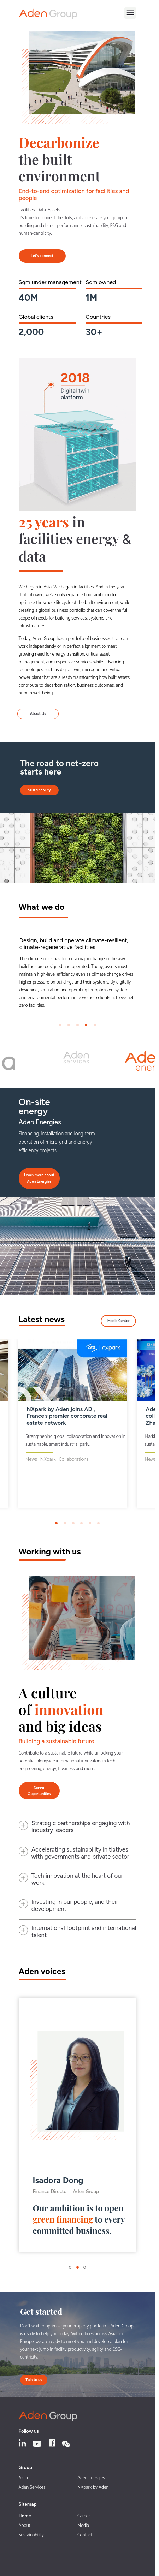 Aden Group
Decarbonize
the built
environment
End-to-end optimization for facilities and
people
Facilities. Data. Assets.
It's time to connect the dots, and accelerate your jump in
building and district performance, sustainability, ESG and
human-centricity.
Let's connect
Sqm under management
40M
Sqm owned
1M
Global clients
2,000
Countries
30+
2018
Digital twin
platform
25 years in
facilities energy &
data
We began in Asia. We began in facilities. And in the years
that followed, we've only expanded our ambition to
optimize the whole lifecycle of the built environment, while
creating a global business portfolio that can cover the full
scope of needs for building services, systems and
infrastructure.
Today, Aden Group has a portfolio of businesses that can
work independently or in perfect alignment to meet
growing need for energy transition, critical asset
management, and responsive services, while advancing
technologies such as digital twin, microgrid and virtual
power plant that are already transforming how built assets
contribute to decarbonization, business outcomes, and
human well-being.
About Us
The road to net-zero
starts here
Sustainability
What we do
Design, build and operate climate-resilient,
climate-regenerative facilities
The climate crisis has forced a major change in the way
buildings are designed and operated. Today, assets must
maintain high-level efficiency even as climate change drives
higher pressures on buildings and their systems. By digitally
designing, simulating and optimizing for optimized system
and environmental performance we help clients achieve net-
zero facilities.
a
Aden
services
Ade
ener
On-site
energy
Aden Energies
Financing, installation and long-term
operation of micro-grid and energy
efficiency projects.
Learn more about
Aden Energies
Latest news
Media Center
nxpark
NXpark by Aden joins ADI,
France's premier corporate real
estate network
Strengthening global collaboration and innovation in
sustainable, smart industrial park...
News NXpark Collaborations
Ade
coll
Zha
Marke
susta
News
Working with us
A culture
of innovation
and big ideas
Building a sustainable future
Contribute to a sustainable future while unlocking your
potential alongside international innovators in tech,
engineering, energy, business and more.
Career
Opportunities
Strategic partnerships engaging with
industry leaders
Accelerating sustainability initiatives
with governments and private sector
Tech innovation at the heart of our
work
Investing in our people, and their
development
International footprint and international
talent
Aden voices
Isadora Dong
Finance Director – Aden Group
Our ambition is to open
green financing to every
committed business.
Get started
Don't wait to optimize your property portfolio – Aden Group
is ready to help you today. With offices across Asia and
Europe, we are ready to meet you and develop a plan for
your next jump in facility productivity, agility and ESG-
centricity.
Talk to us
Aden Group
Follow us
Group
Akila
Aden Energies
Aden Services
NXpark by Aden
Sitemap
Home
Career
About
Media
Sustainability
Contact